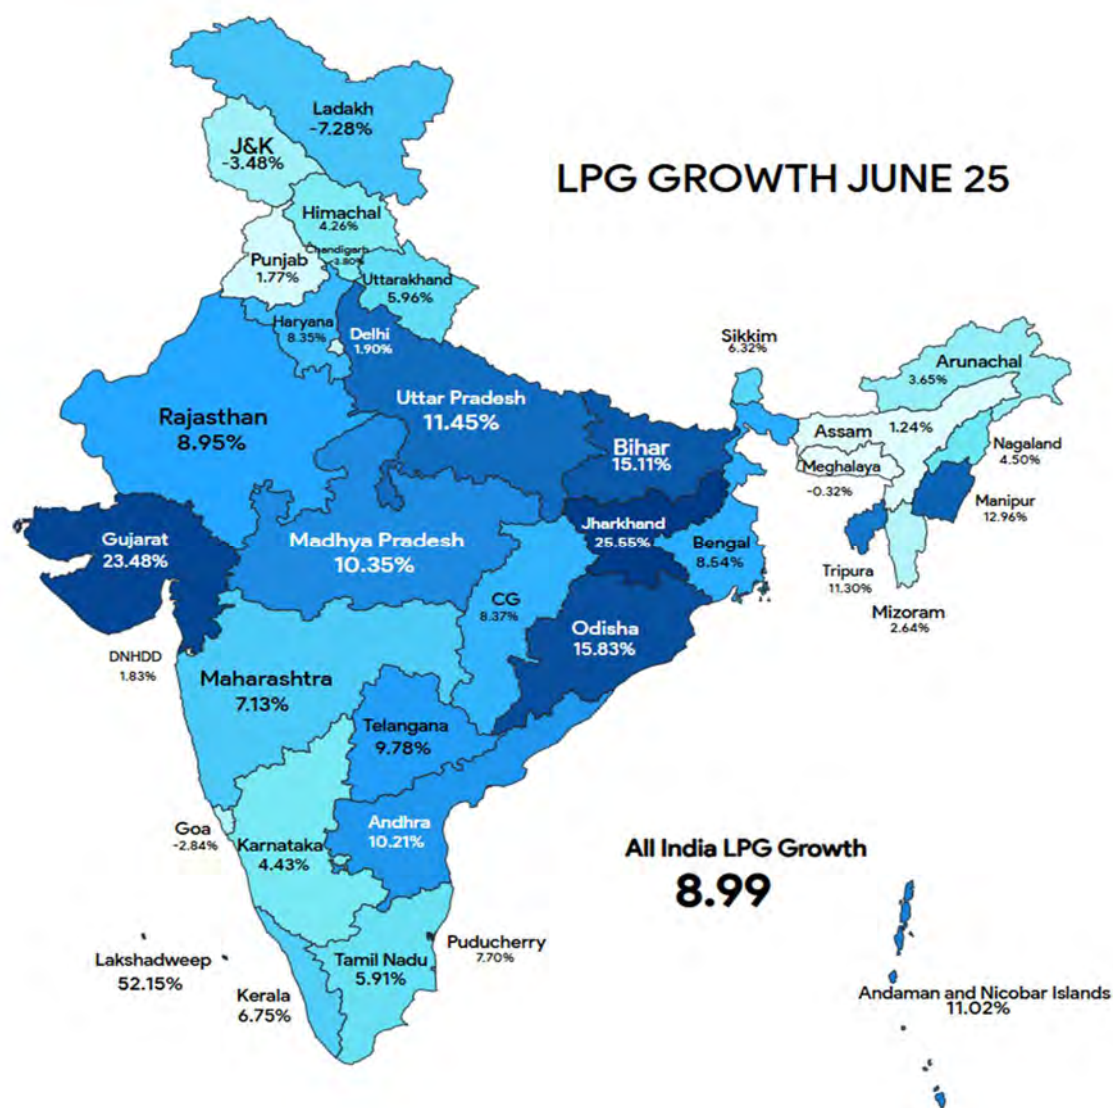 Ladakh
-7.28%
J&K
-3.48%
LPG GROWTH JUNE 25
Himachal
4.26%
Chandigarh
Punjab
1.77%
Uttarakhand
5.96%
Haryana
8.35%
Delhi
1.90%
Sikkim
6.32%
Arunachal
3.65%
Rajasthan
8.95%
Uttar Pradesh
11.45%
Bihar
15.11%
Assam 1.24%
Nagaland
4.50%
Meghalaya
-0.32%
Manipur
12.96%
Gujarat
23.48%
Madhya Pradesh
10.35%
Jharkhand
25.55%
Bengal
8.54%
Tripura
11.30%
Mizoram
2.64%
CG
8.37%
Odisha
15.83%
DNHDD
1.83%
Maharashtra
7.13%
Telangana
9.78%
Goa
-2.84%
Karnataka
4.43%
Andhra
10.21%
All India LPG Growth
8.99
Lakshadweep
52.15%
Kerala
6.75%
Tamil Nadu
5.91%
Puducherry
7.70%
Andaman and Nicobar Islands
11.02%